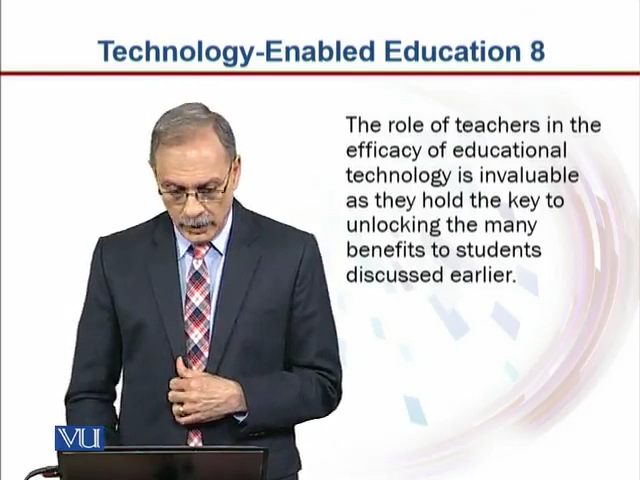 Technology-Enabled Education 8
The role of teachers in the
efficacy of educational
technology is invaluable
as they hold the key to
unlocking the many
benefits to students
discussed earlier.
VU